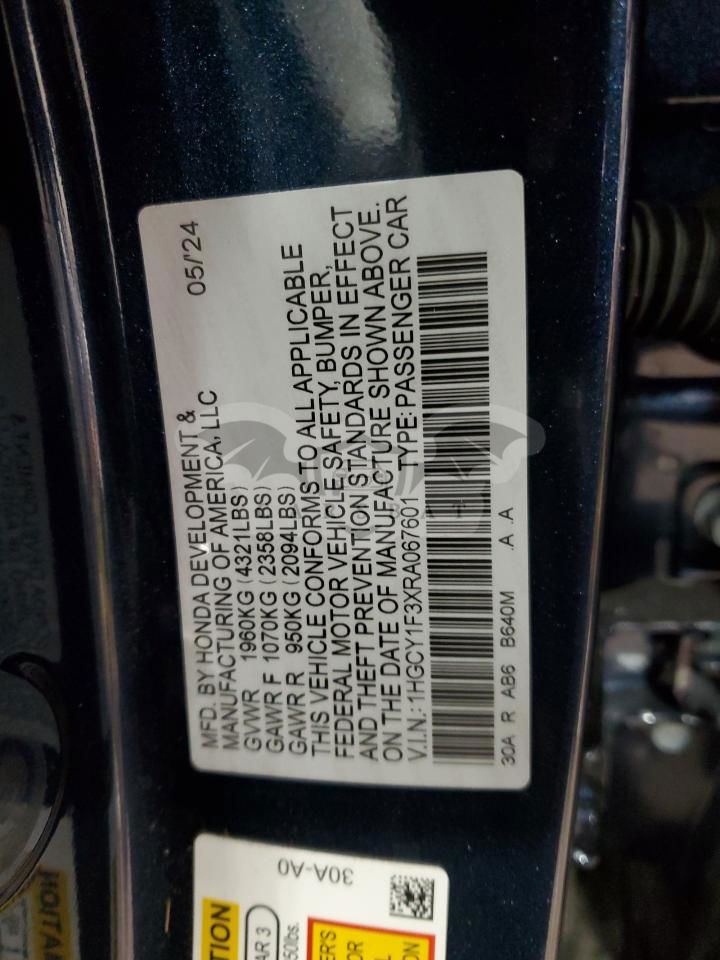 MFD. BY HONDA DEVELOPMENT &
MANUFACTURING OF AMERICA, LLC 05/'24
GVWR 1960KG (4321LBS)
GAWR F 1070KG (2358LBS)
GAWR R 950KG (2094LBS)
THIS VEHICLE CONFORMS TO ALL APPLICABLE
FEDERAL MOTOR VEHICLE SAFETY, BUMPER,
AND THEFT PREVENTION STANDARDS IN EFFECT
ON THE DATE OF MANUFACTURE SHOWN ABOVE.
V.I.N.: 1HGCY1F3XRA067601 TYPE: PASSENGER CAR
30A R AB6 B640M .A .A
30A-A0